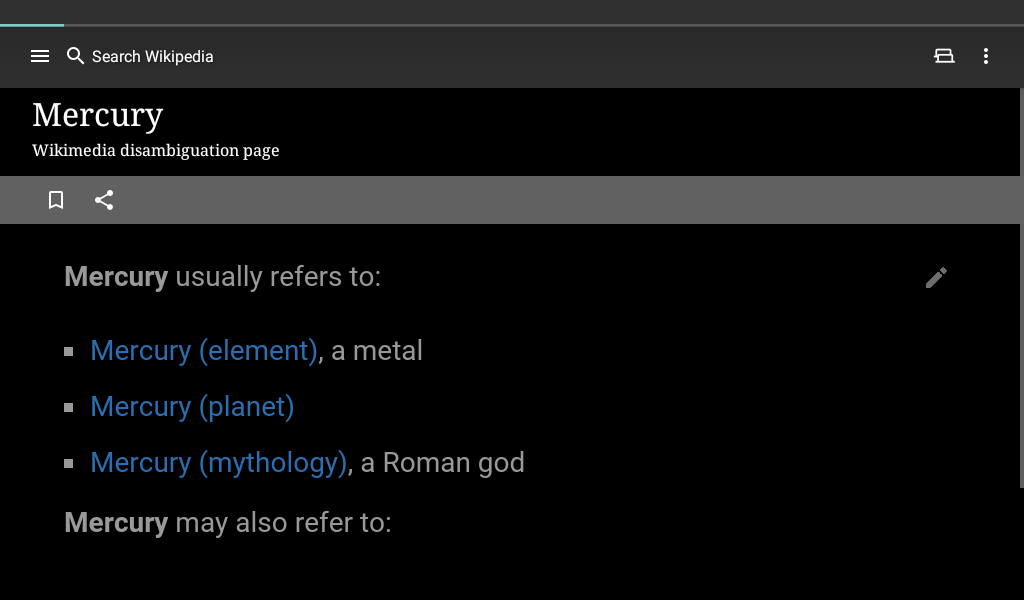 Search Wikipedia
Mercury
Wikimedia disambiguation page
Mercury usually refers to:
Mercury (element), a metal
Mercury (planet)
Mercury (mythology), a Roman god
Mercury may also refer to: